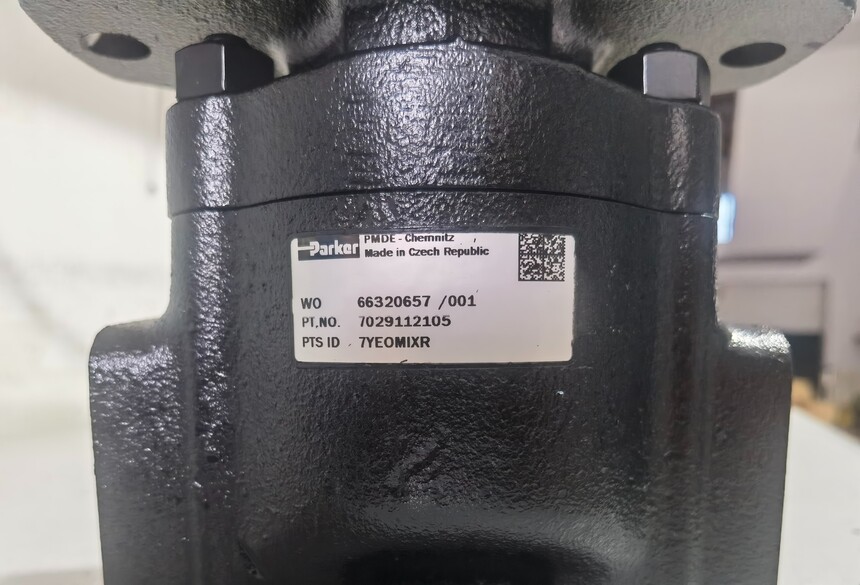 Parker
PMDE - Chemnitz
Made in Czech Republic
WO 66320657 /001
PT.NO. 7029112105
PTS ID 7YEOMIXR